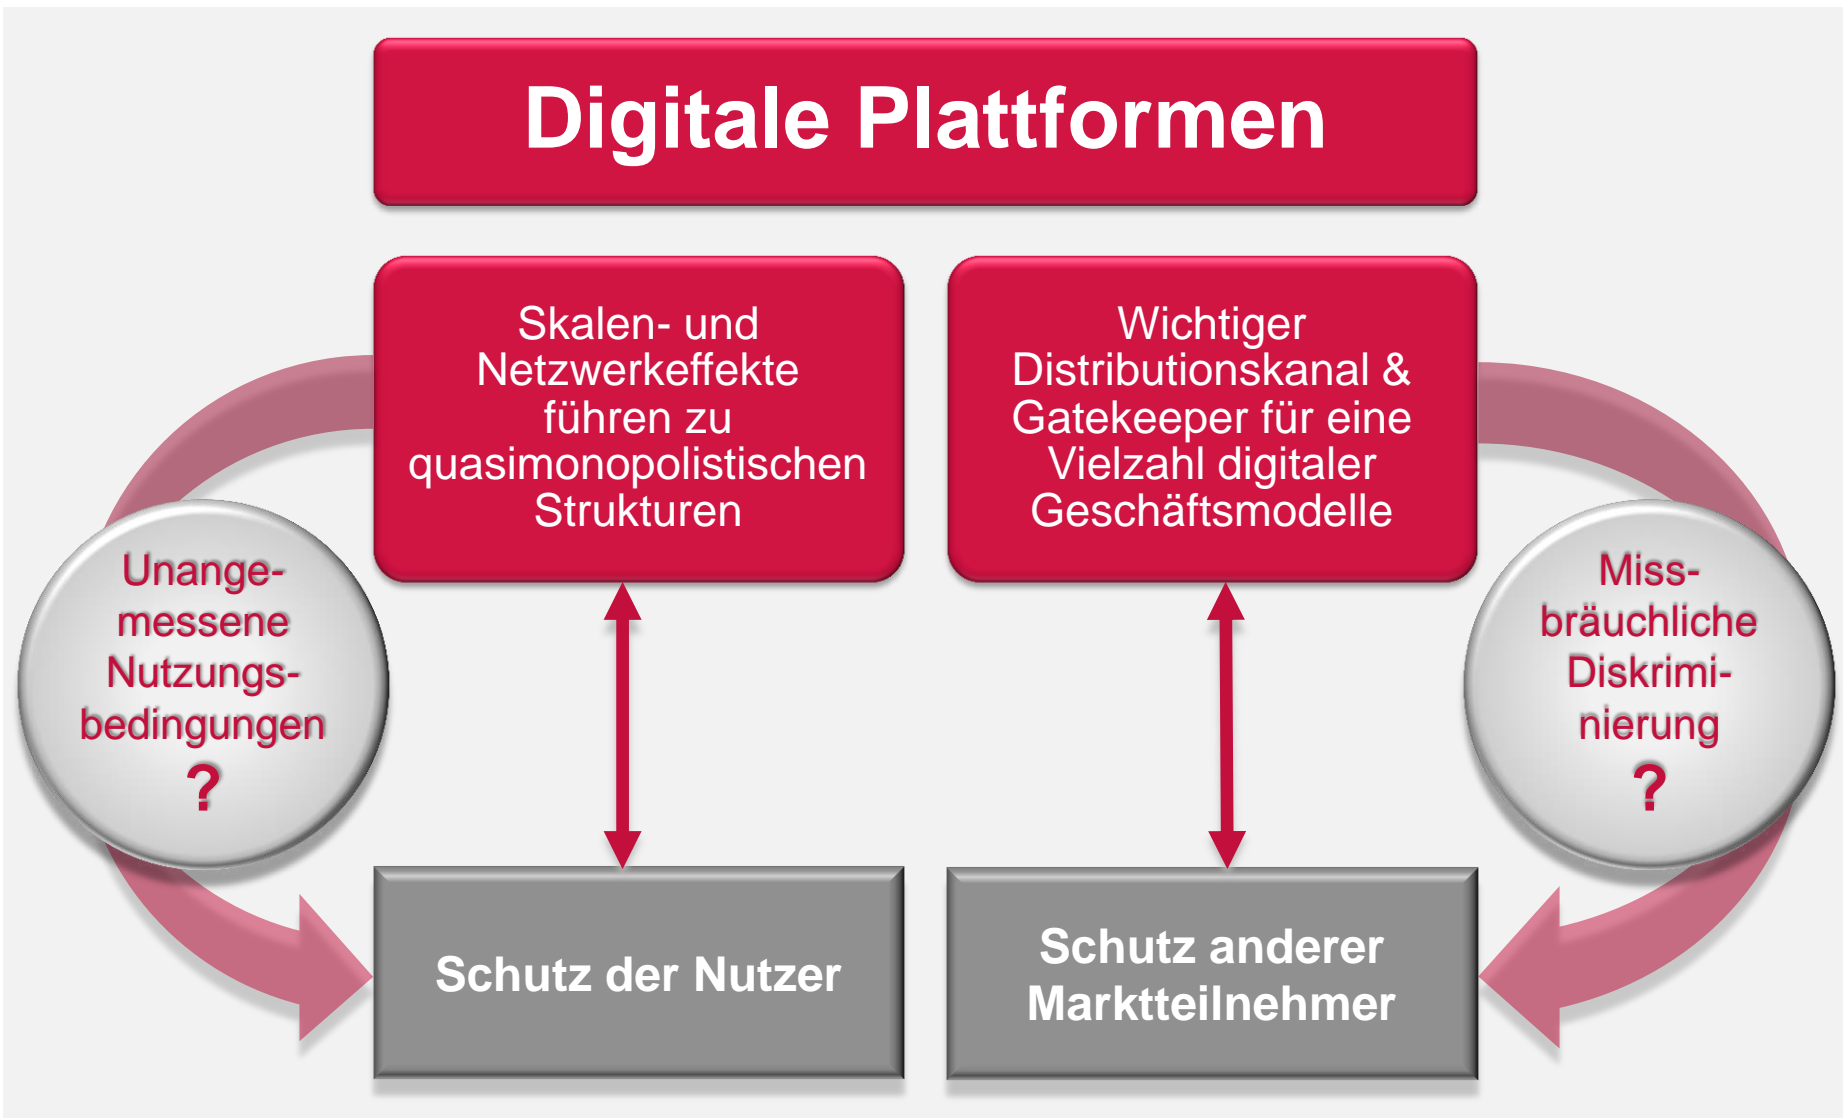 Digitale Plattformen
Skalen- und
Netzwerkeffekte
führen zu
quasimonopolistischen
Strukturen
Wichtiger
Distributionskanal &
Gatekeeper für eine
Vielzahl digitaler
Geschäftsmodelle
Unange-
messene
Nutzungs-
bedingungen
?
Miss-
bräuchliche
Diskrimi-
nierung
?
Schutz der Nutzer
Schutz anderer
Marktteilnehmer